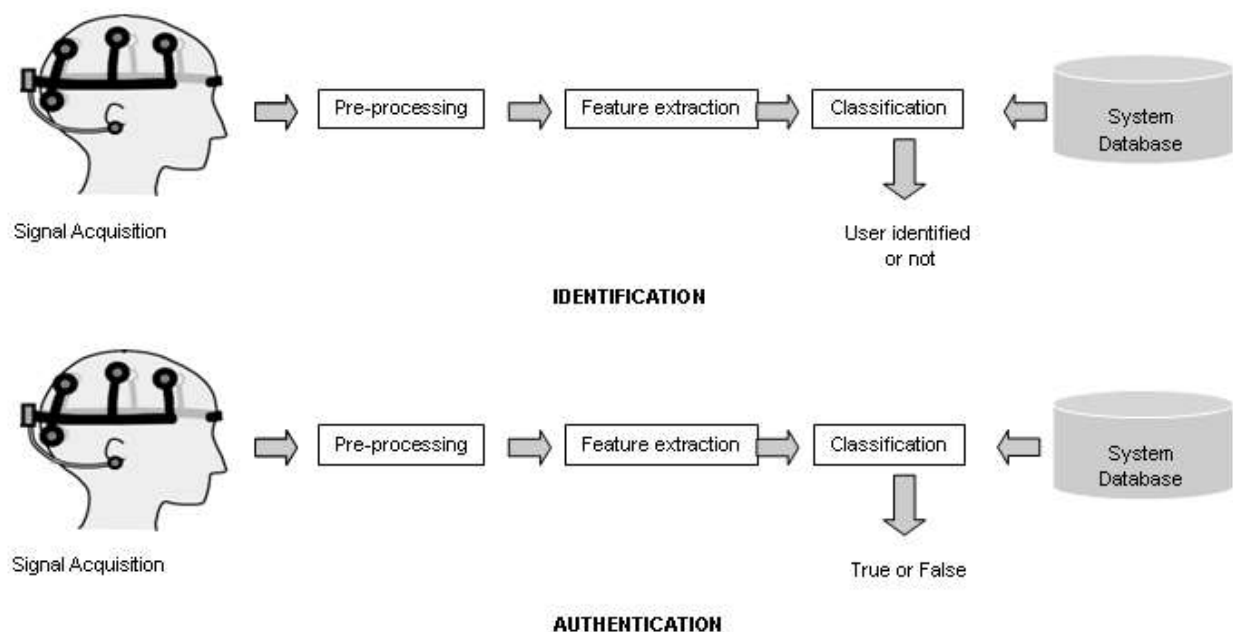 Pre-processing
Feature extraction
Classification
System
Database
Signal Acquisition
User identified
or not
IDENTIFICATION
Pre-processing
Feature extraction
Classification
System
Database
Signal Acquisition
True or False
AUTHENTICATION